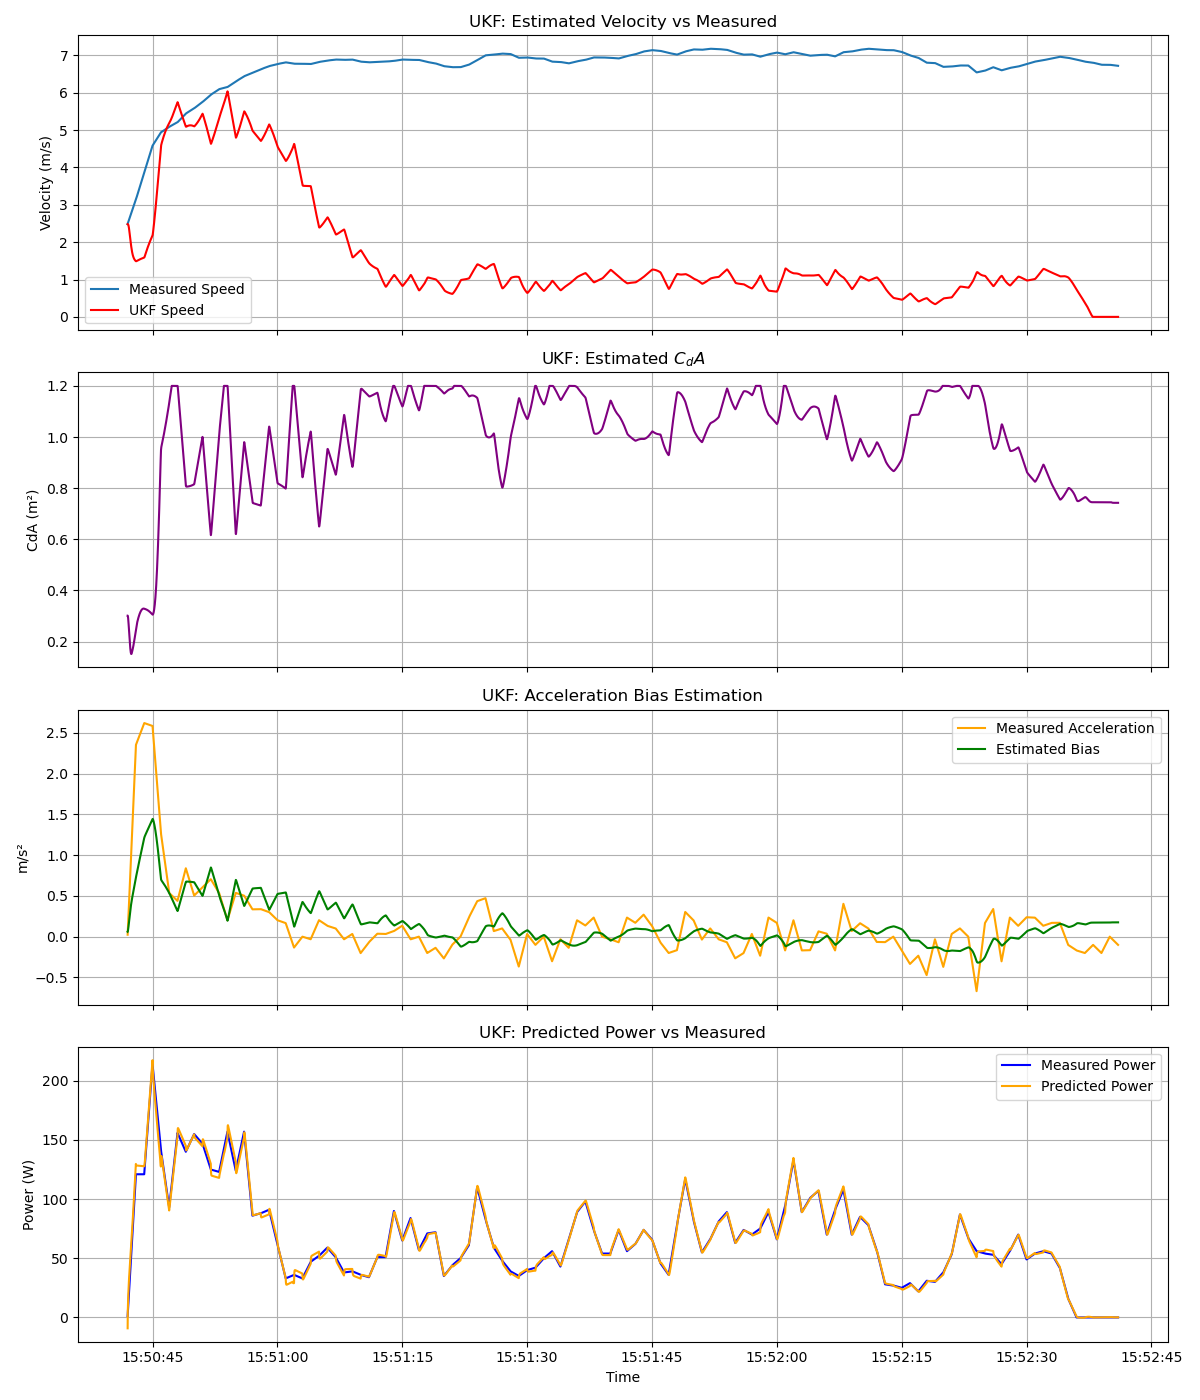 UKF: Estimated Velocity vs Measured
Velocity (m/s)
7
6
5
4
3
2
1
0
Measured Speed
UKF Speed
UKF: Estimated CdA
CdA (m²)
1.2
1.0
0.8
0.6
0.4
0.2
UKF: Acceleration Bias Estimation
m/s²
2.5
2.0
1.5
1.0
0.5
0.0
−0.5
Measured Acceleration
Estimated Bias
UKF: Predicted Power vs Measured
Power (W)
200
150
100
50
0
Measured Power
Predicted Power
15:50:45 15:51:00 15:51:15 15:51:30 15:51:45 15:52:00 15:52:15 15:52:30 15:52:45
Time